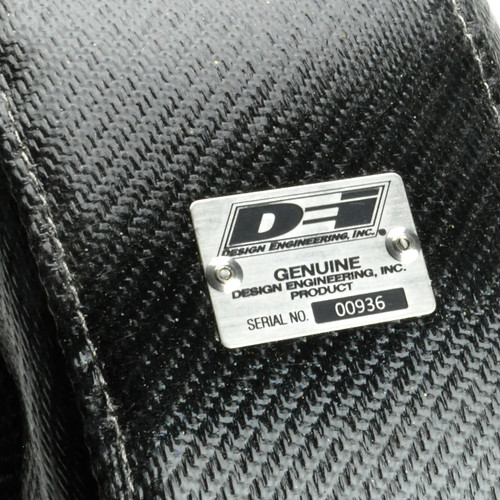 DEI
DESIGN ENGINEERING, INC.®
GENUINE
DESIGN ENGINEERING, INC.
PRODUCT
SERIAL NO. 00936